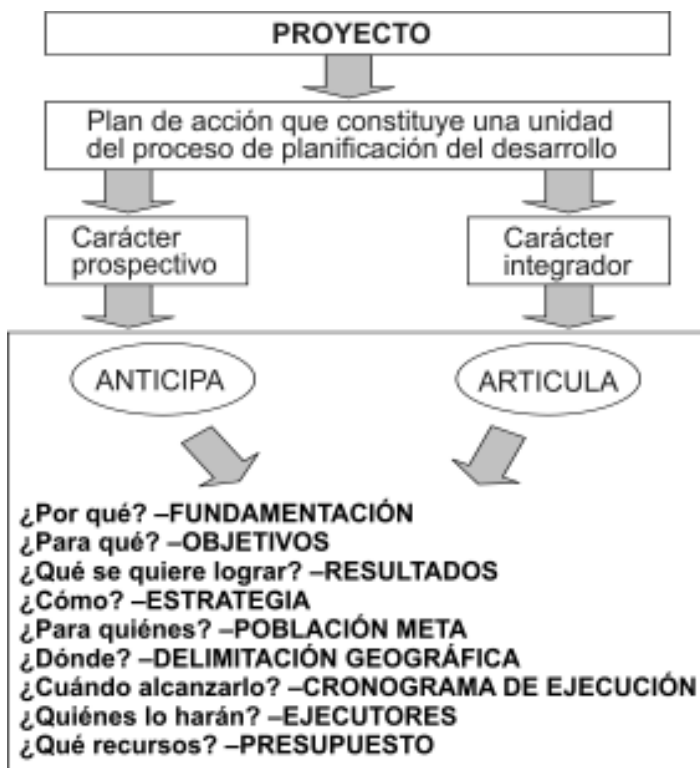 PROYECTO
Plan de acción que constituye una unidad
del proceso de planificación del desarrollo
Carácter
prospectivo
Carácter
integrador
ANTICIPA
ARTICULA
¿Por qué? –FUNDAMENTACIÓN
¿Para qué? –OBJETIVOS
¿Qué se quiere lograr? –RESULTADOS
¿Cómo? –ESTRATEGIA
¿Para quiénes? –POBLACIÓN META
¿Dónde? –DELIMITACIÓN GEOGRÁFICA
¿Cuándo alcanzarlo? –CRONOGRAMA DE EJECUCIÓN
¿Quiénes lo harán? –EJECUTORES
¿Qué recursos? –PRESUPUESTO